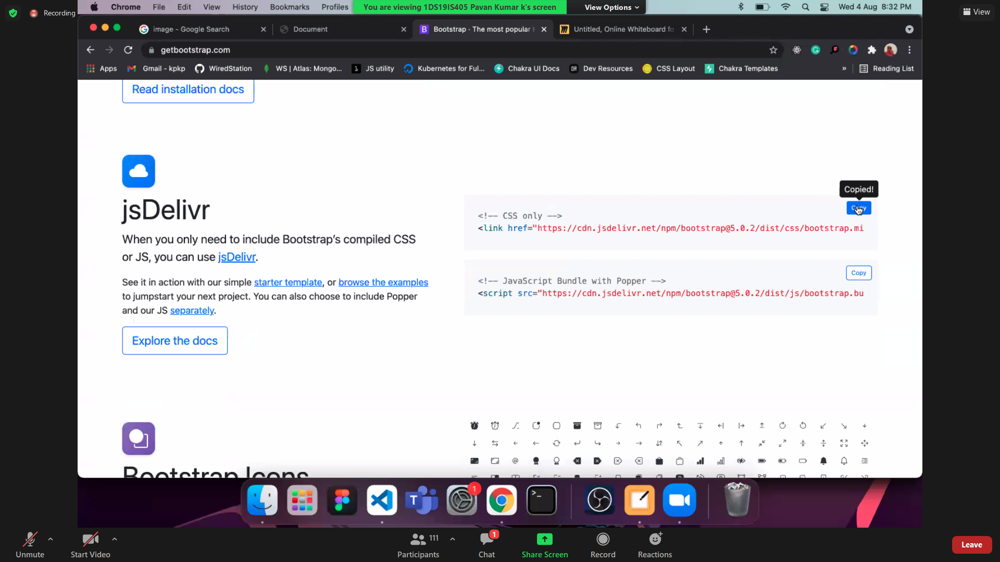 Recording
Chrome File Edit View History Bookmarks Profiles
You are viewing 1DS19IS405 Pavan Kumar k's screen
View Options
Wed 4 Aug 8:32 PM
View
image - Google Search
Document
Bootstrap · The most popular
Untitled, Online Whiteboard fo
getbootstrap.com
Apps
Gmail - kpkp
WiredStation
WS | Atlas: Mongo...
JS utility
Kubernetes for Ful...
Chakra UI Docs
DR Dev Resources
CSS Layout
Chakra Templates
»
Reading List
Read installation docs
jsDelivr
When you only need to include Bootstrap's compiled CSS
or JS, you can use jsDelivr.
See it in action with our simple starter template, or browse the examples
to jumpstart your next project. You can also choose to include Popper
and our JS separately.
Explore the docs
Copied!
Copy
<!-- CSS only -->
<link href="https://cdn.jsdelivr.net/npm/bootstrap@5.0.2/dist/css/bootstrap.mi
Copy
<!-- JavaScript Bundle with Popper -->
<script src="https://cdn.jsdelivr.net/npm/bootstrap@5.0.2/dist/js/bootstrap.bu
Bootstrap Icons
1
Unmute
Start Video
111
Participants
1
Chat
Share Screen
Record
Reactions
Leave